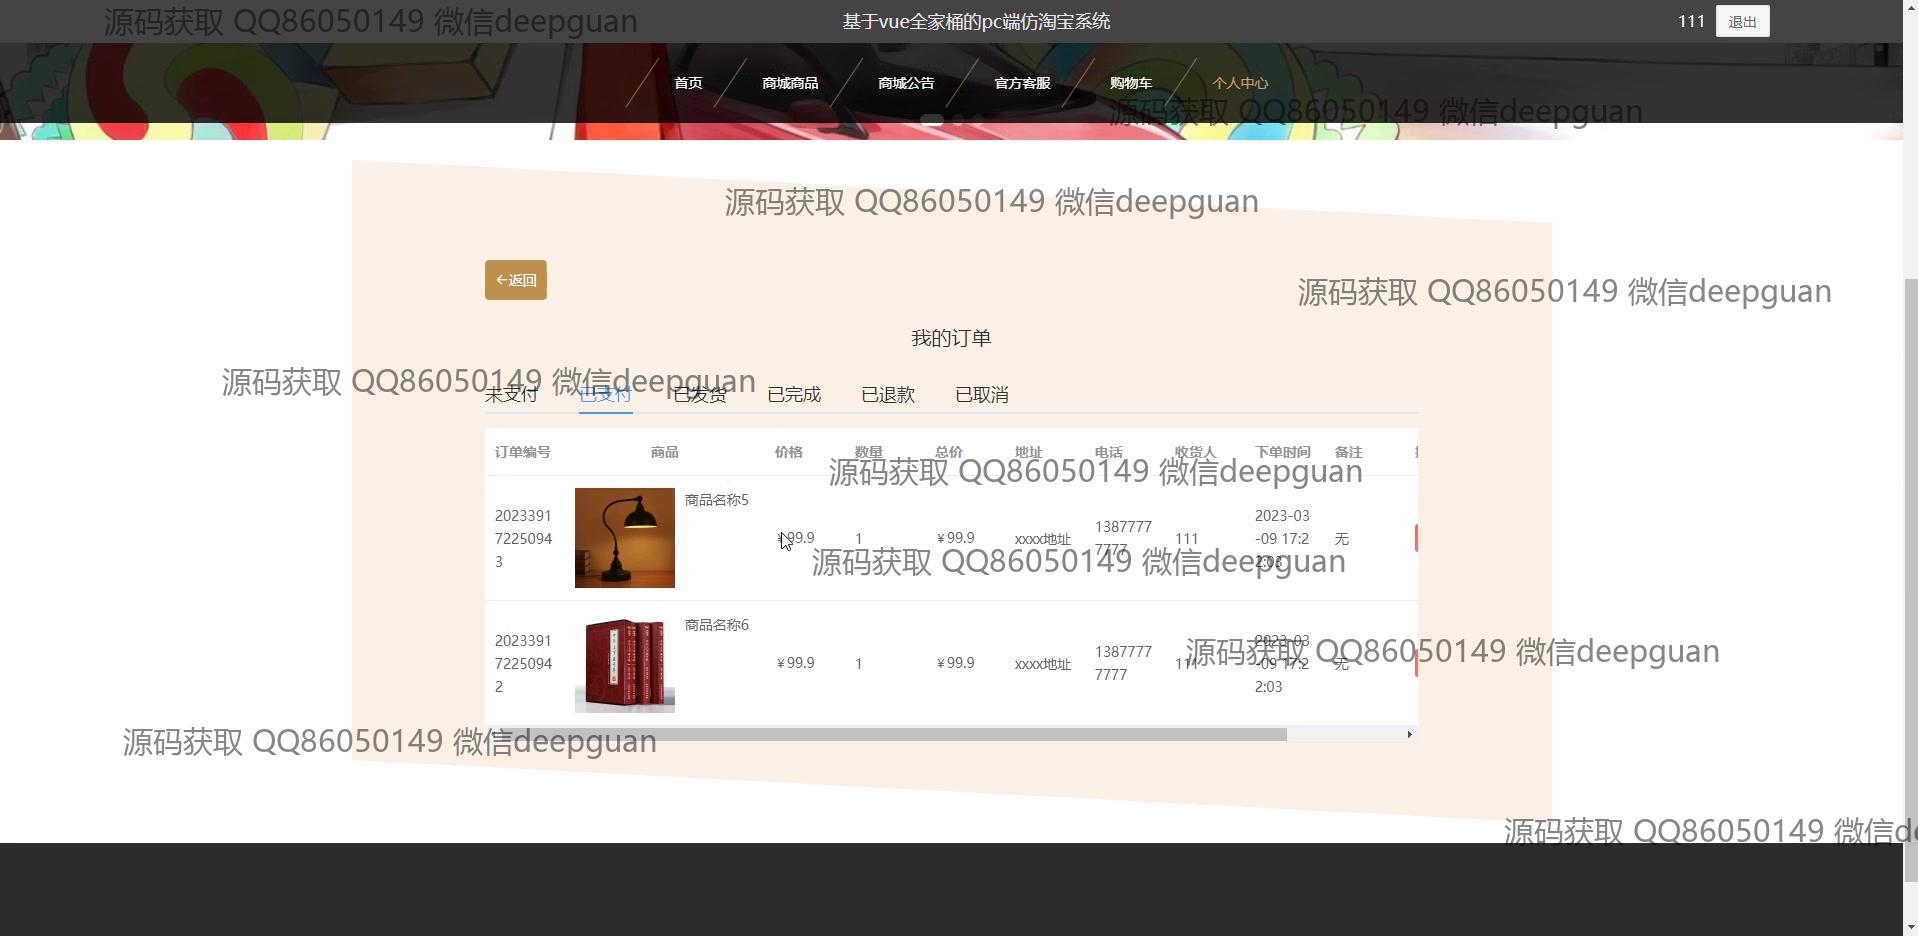 源码获取 QQ86050149 微信deepguan
基于vue全家桶的pc端仿淘宝系统
111 退出
首页 商城商品 商城公告 官方客服 购物车 个人中心
源码获取 QQ86050149 微信deepguan
源码获取 QQ86050149 微信deepguan
←返回
源码获取 QQ86050149 微信deepguan
我的订单
源码获取 QQ86050149 微信deepguan
未支付 已支付 已发货 已完成 已退款 已取消
订单编号 商品 价格 数量 总价 地址 电话 收货人 下单时间 备注
源码获取 QQ86050149 微信deepguan
商品名称5
2023391
7225094
3
¥99.9 1 ¥99.9 xxxx地址
1387777
7777
111
2023-03
-09 17:2
2:03
无
源码获取 QQ86050149 微信deepguan
商品名称6
2023391
7225094
2
¥99.9 1 ¥99.9 xxxx地址
1387777
7777
111
2023-03
-09 17:2
2:03
无
源码获取 QQ86050149 微信deepguan
源码获取 QQ86050149 微信deepguan
源码获取 QQ86050149 微信de